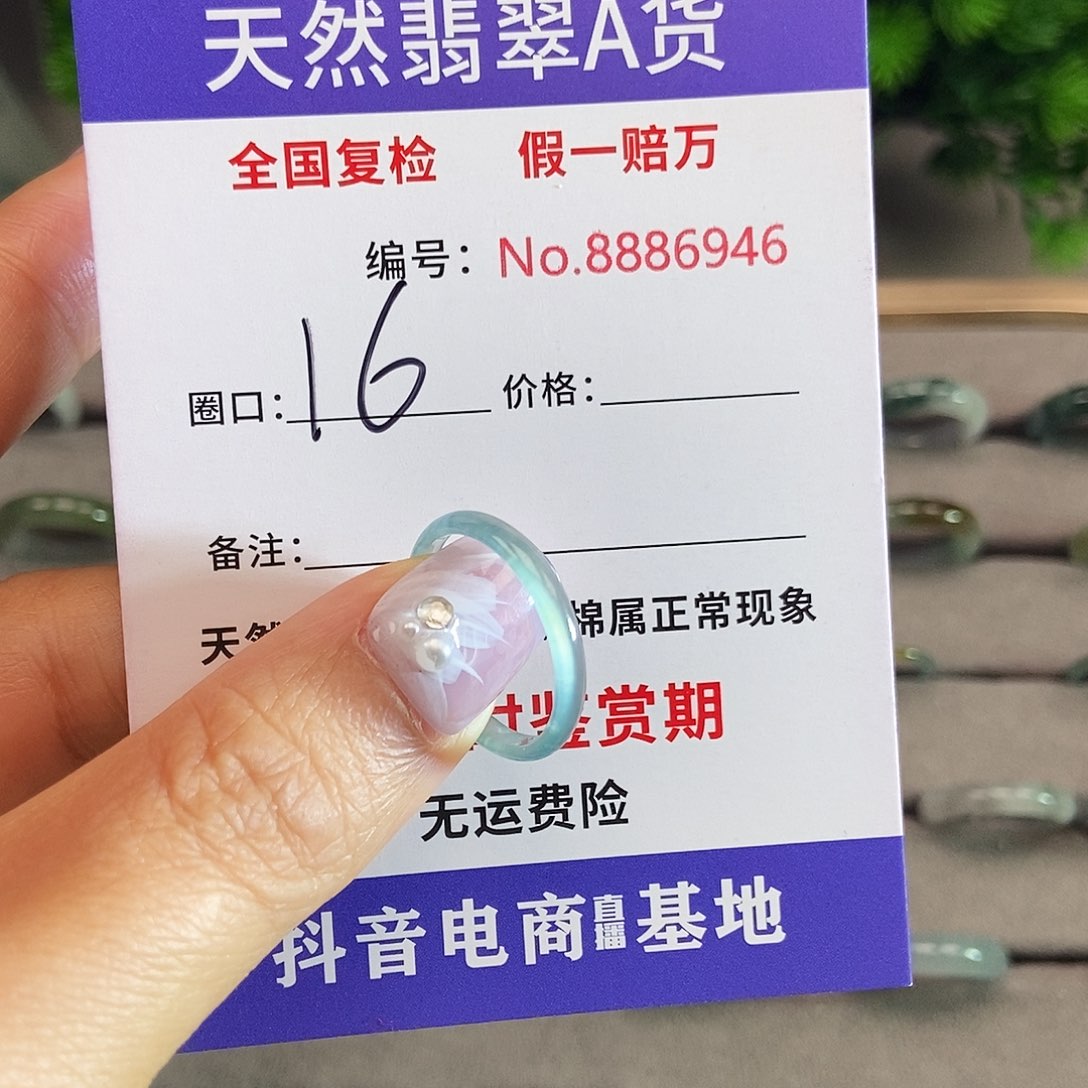 天然翡翠A货
全国复检 假一赔万
编号：No.8886946
圈口：16 价格：
备注：
天然 棉属正常现象
鉴赏期
无运费险
抖音电商直播基地